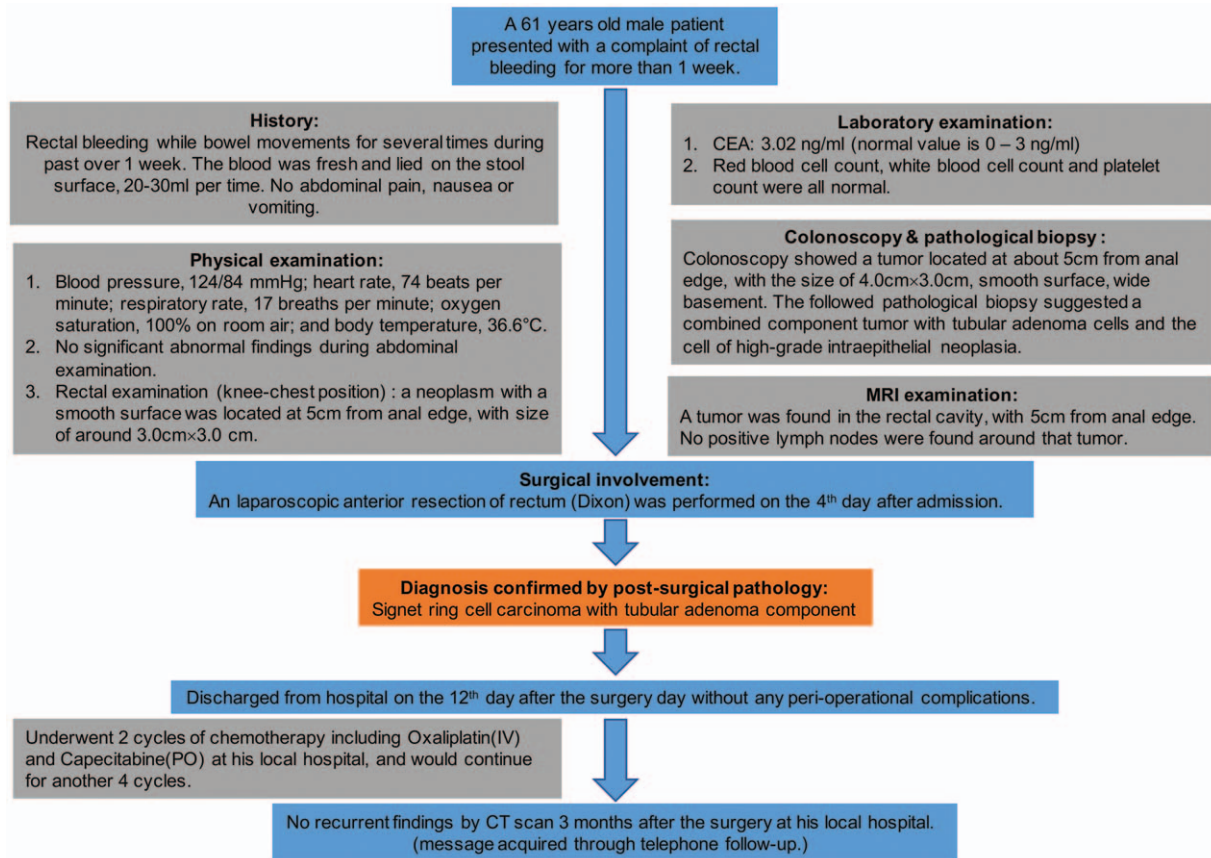 A 61 years old male patient
presented with a complaint of rectal
bleeding for more than 1 week.
History:
Rectal bleeding while bowel movements for several times during
past over 1 week. The blood was fresh and lied on the stool
surface, 20-30ml per time. No abdominal pain, nausea or
vomiting.
Physical examination:
1. Blood pressure, 124/84 mmHg; heart rate, 74 beats per
minute; respiratory rate, 17 breaths per minute; oxygen
saturation, 100% on room air; and body temperature, 36.6°C.
2. No significant abnormal findings during abdominal
examination.
3. Rectal examination (knee-chest position) : a neoplasm with a
smooth surface was located at 5cm from anal edge, with size
of around 3.0cm×3.0 cm.
Laboratory examination:
1. CEA: 3.02 ng/ml (normal value is 0 – 3 ng/ml)
2. Red blood cell count, white blood cell count and platelet
count were all normal.
Colonoscopy & pathological biopsy :
Colonoscopy showed a tumor located at about 5cm from anal
edge, with the size of 4.0cm×3.0cm, smooth surface, wide
basement. The followed pathological biopsy suggested a
combined component tumor with tubular adenoma cells and the
cell of high-grade intraepithelial neoplasia.
MRI examination:
A tumor was found in the rectal cavity, with 5cm from anal edge.
No positive lymph nodes were found around that tumor.
Surgical involvement:
An laparoscopic anterior resection of rectum (Dixon) was performed on the 4th day after admission.
Diagnosis confirmed by post-surgical pathology:
Signet ring cell carcinoma with tubular adenoma component
Discharged from hospital on the 12th day after the surgery day without any peri-operational complications.
Underwent 2 cycles of chemotherapy including Oxaliplatin(IV)
and Capecitabine(PO) at his local hospital, and would continue
for another 4 cycles.
No recurrent findings by CT scan 3 months after the surgery at his local hospital.
(message acquired through telephone follow-up.)